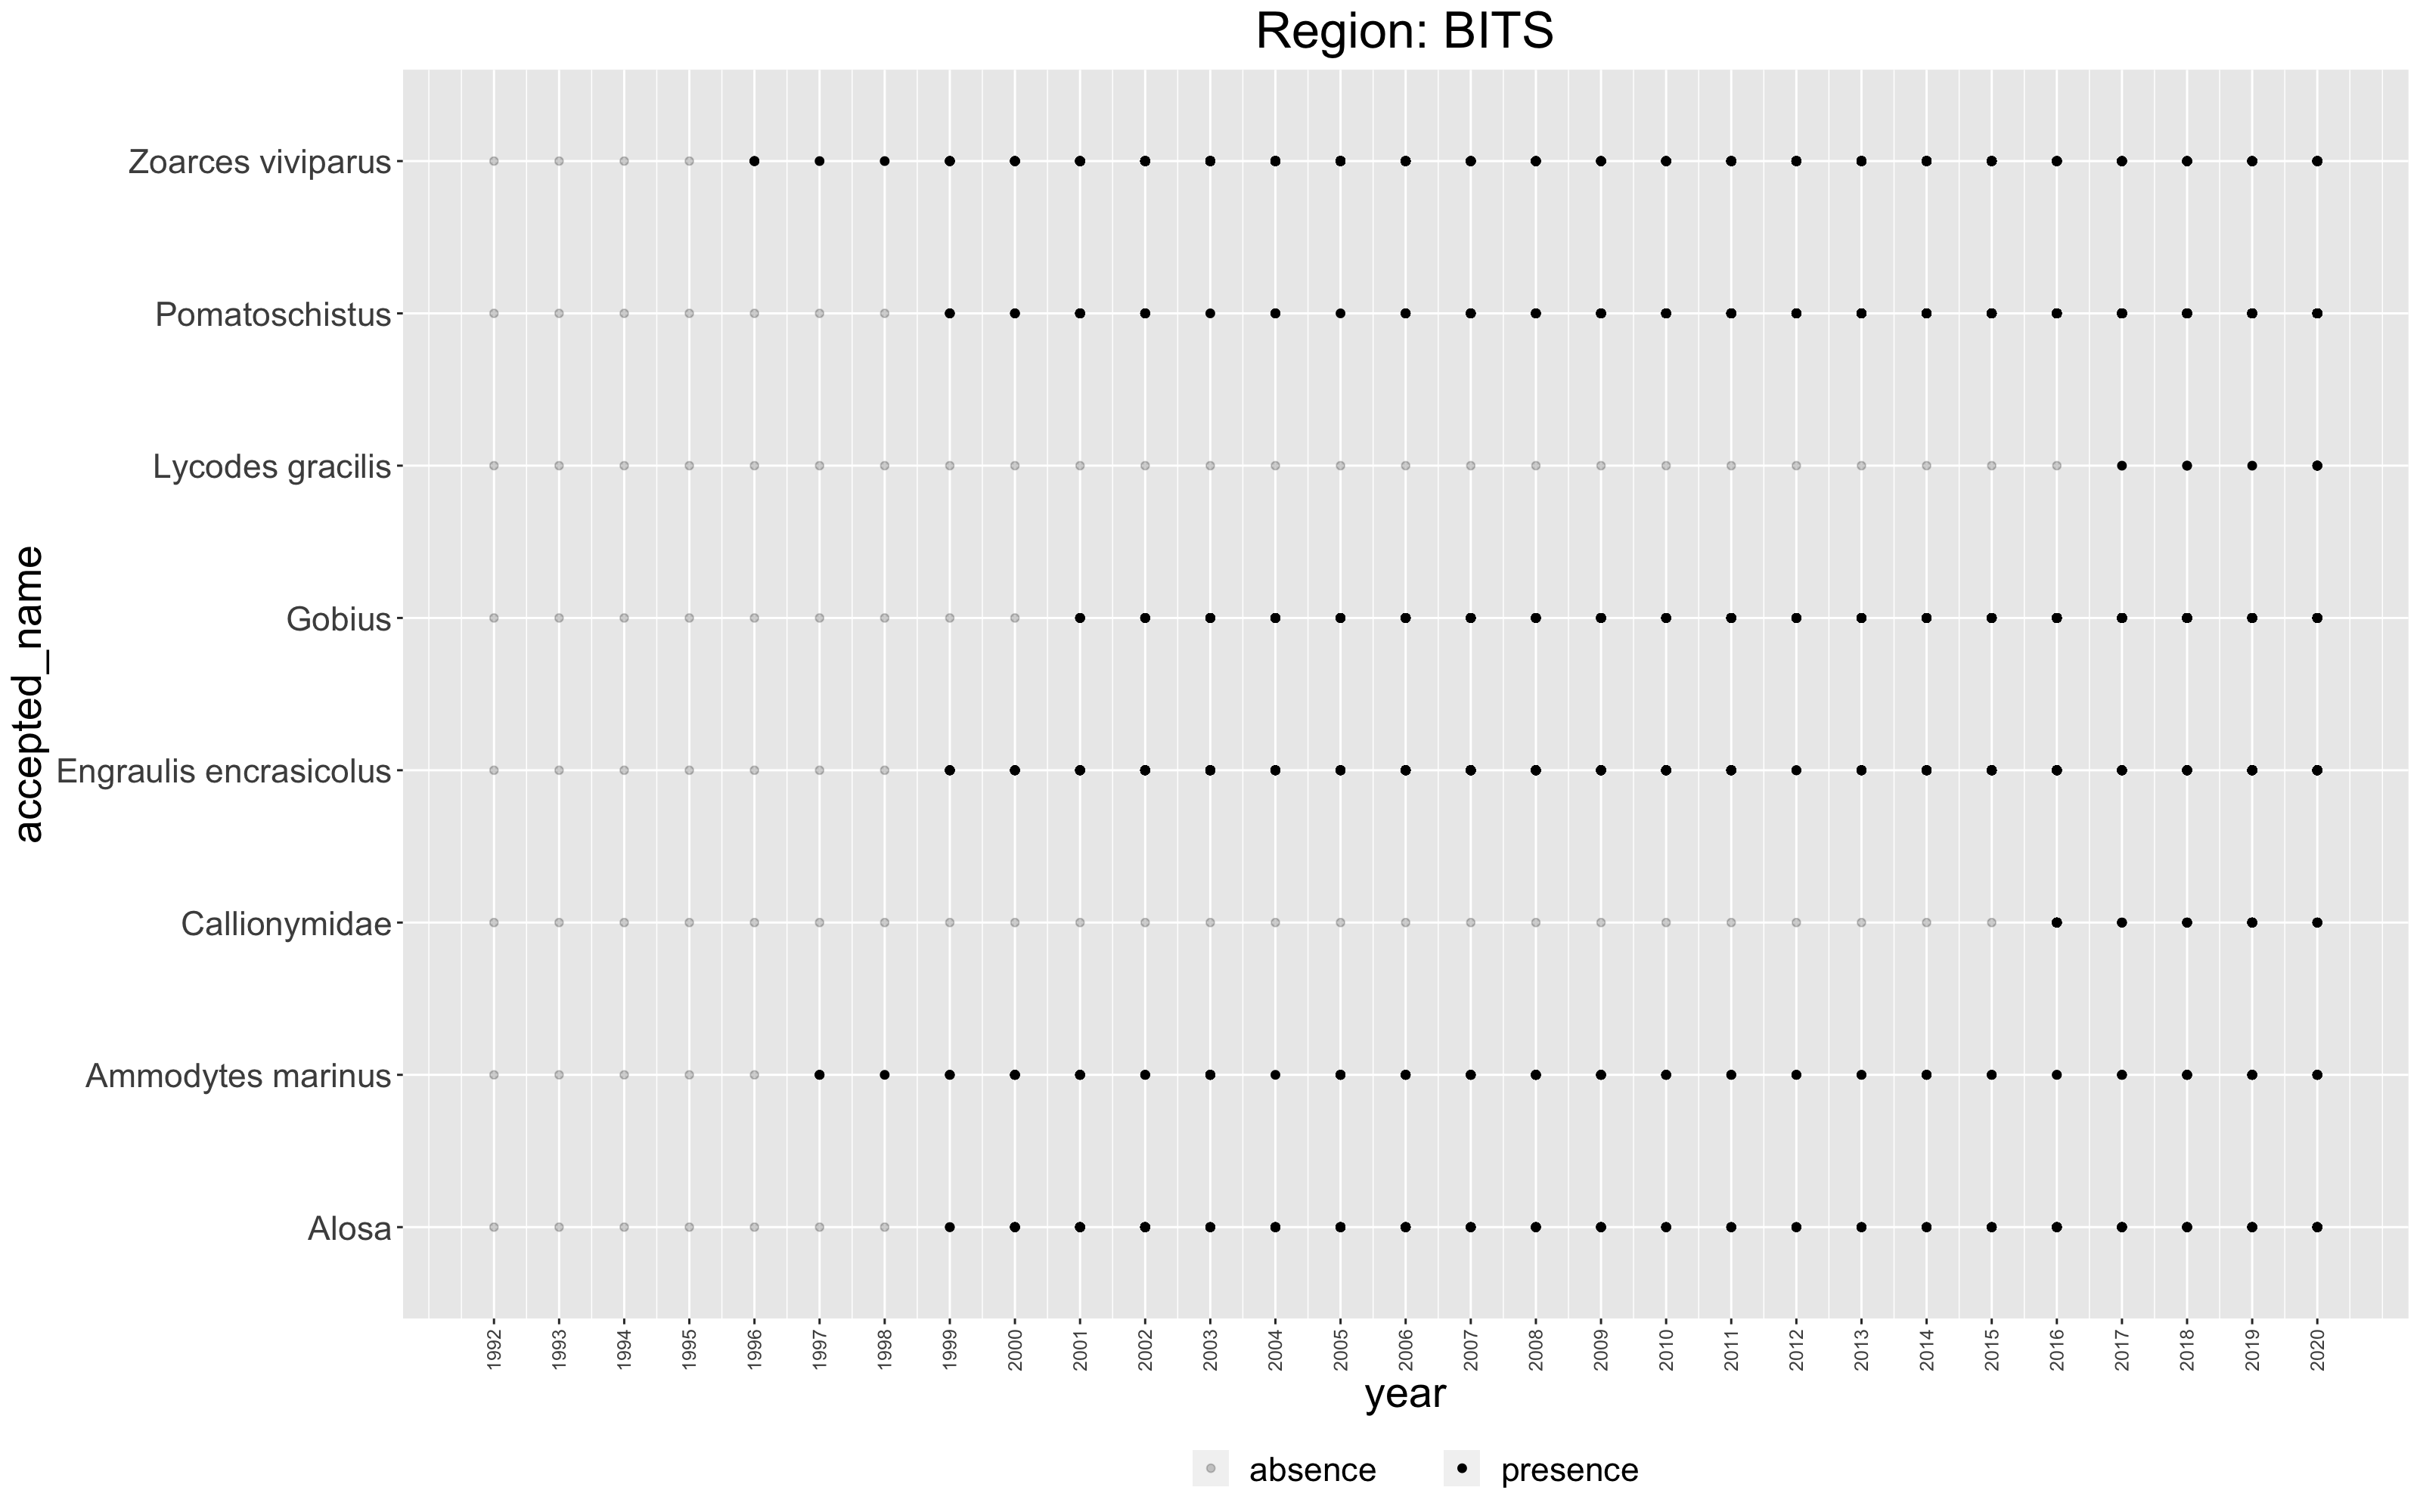 Region: BITS
accepted_name
Zoarces viviparus
Pomatoschistus
Lycodes gracilis
Gobius
Engraulis encrasicolus
Callionymidae
Ammodytes marinus
Alosa
1992
1993
1994
1995
1996
1997
1998
1999
2000
2001
2002
2003
2004
2005
2006
2007
2008
2009
2010
2011
2012
2013
2014
2015
2016
2017
2018
2019
2020
year
absence
presence